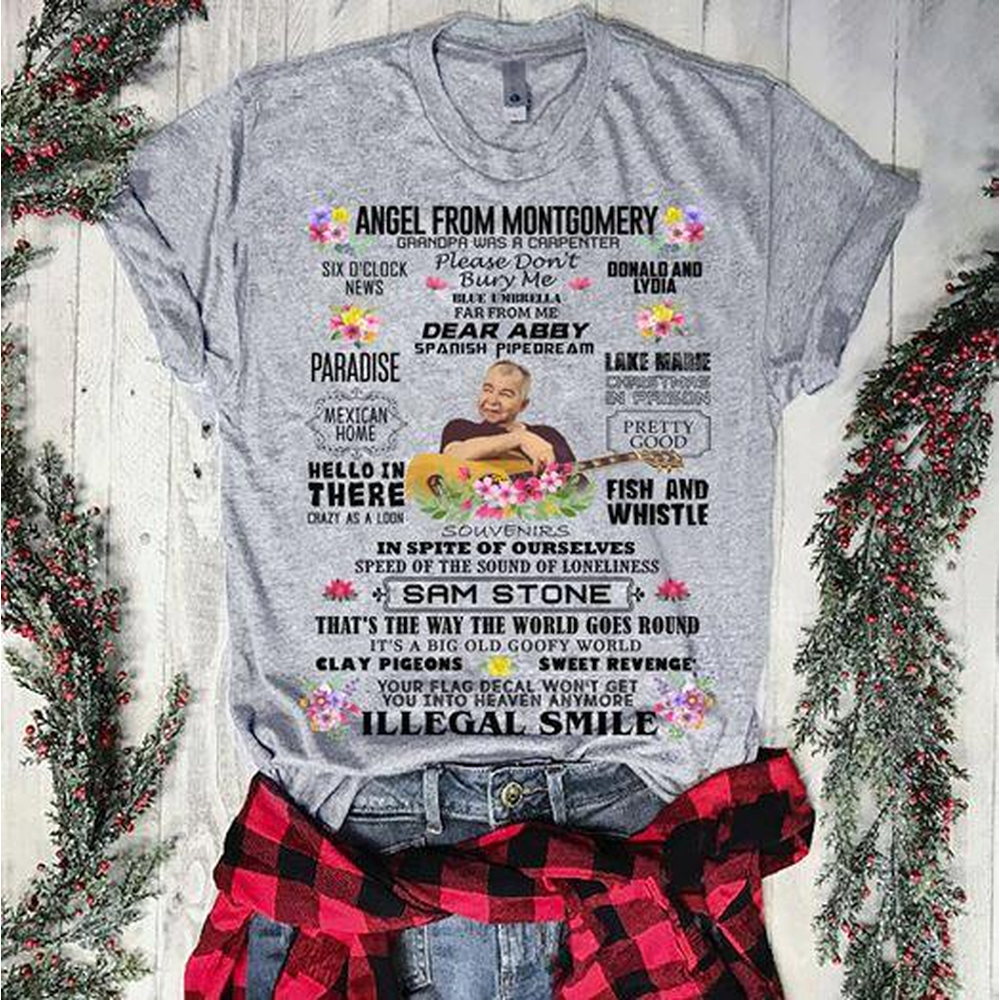 ANGEL FROM MONTGOMERY
GRANDPA WAS A CARPENTER
SIX O'CLOCK
NEWS
Please Don't
Bury Me
DONALD AND
LYDIA
BLUE UMBRELLA
FAR FROM ME
DEAR ABBY
SPANISH PIPEDREAM
PARADISE
LAKE MARIE
CHRISTMAS
IN PRISON
MEXICAN
HOME
PRETTY
GOOD
HELLO IN
THERE
CRAZY AS A LOON
FISH AND
WHISTLE
SOUVENIRS
IN SPITE OF OURSELVES
SPEED OF THE SOUND OF LONELINESS
SAM STONE
THAT'S THE WAY THE WORLD GOES ROUND
IT'S A BIG OLD GOOFY WORLD
CLAY PIGEONS SWEET REVENGE'
YOUR FLAG DECAL WON'T GET
YOU INTO HEAVEN ANYMORE
ILLEGAL SMILE